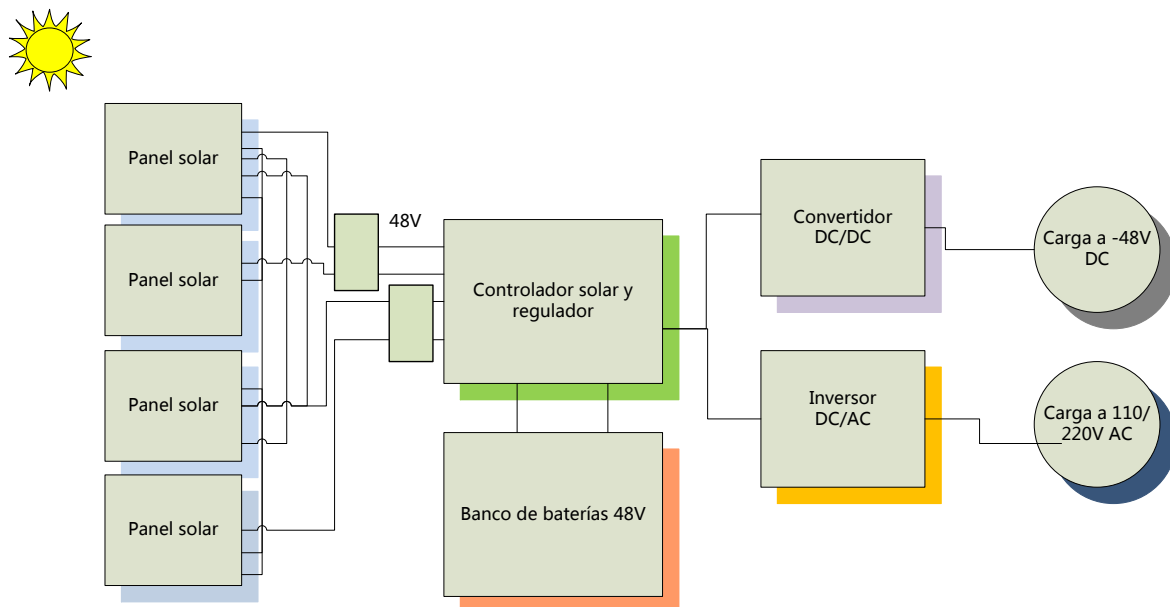 Panel solar
Panel solar
Panel solar
Panel solar
48V
Controlador solar y
regulador
Banco de baterías 48V
Convertidor
DC/DC
Inversor
DC/AC
Carga a -48V
DC
Carga a 110/
220V AC